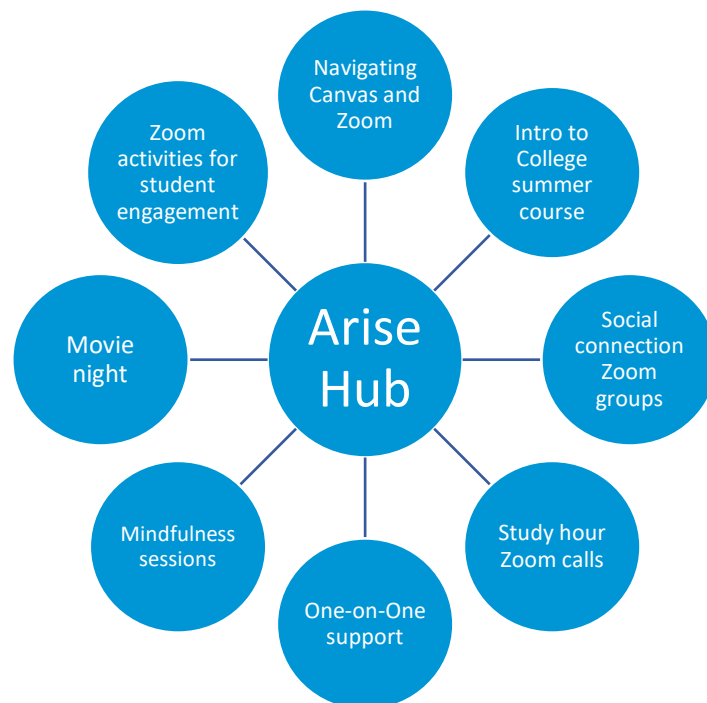 Navigating
Canvas and
Zoom
Zoom
activities for
student
engagement
Intro to
College
summer
course
Arise
Hub
Movie
night
Social
connection
Zoom
groups
Mindfulness
sessions
Study hour
Zoom calls
One-on-One
support